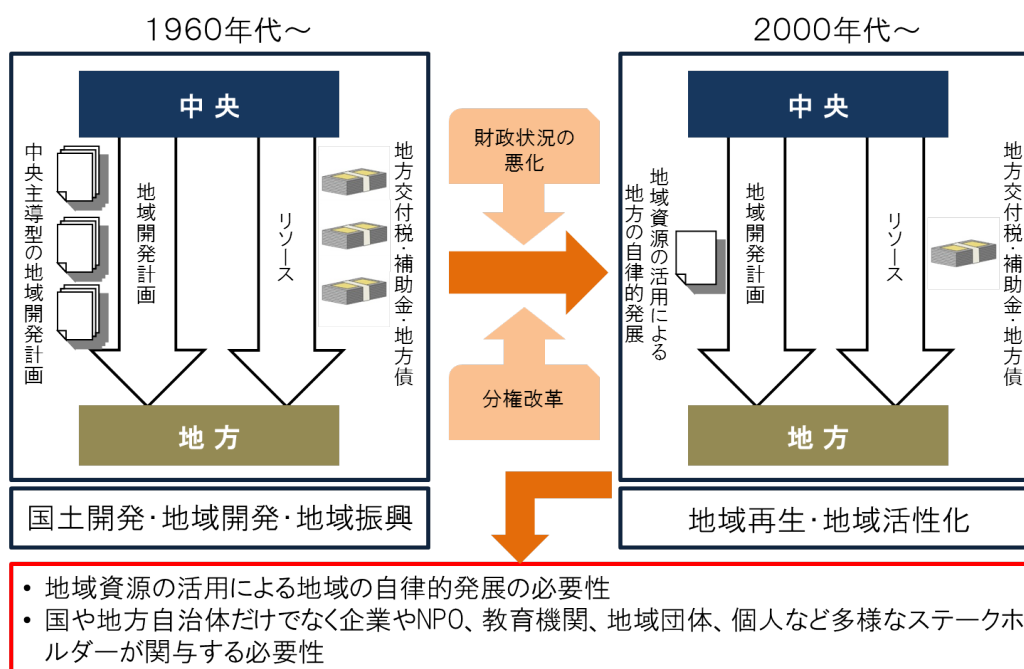 1960年代～
中 央
中央主導型の地域開発計画
地域開発計画
リソース
地方交付税・補助金・地方債
地 方
国土開発・地域開発・地域振興
財政状況の
悪化
分権改革
2000年代～
中 央
地域資源の活用による
地方の自律的発展
地域開発計画
リソース
地方交付税・補助金・地方債
地 方
地域再生・地域活性化
• 地域資源の活用による地域の自律的発展の必要性
• 国や地方自治体だけでなく企業やNPO、教育機関、地域団体、個人など多様なステークホ
ルダーが関与する必要性